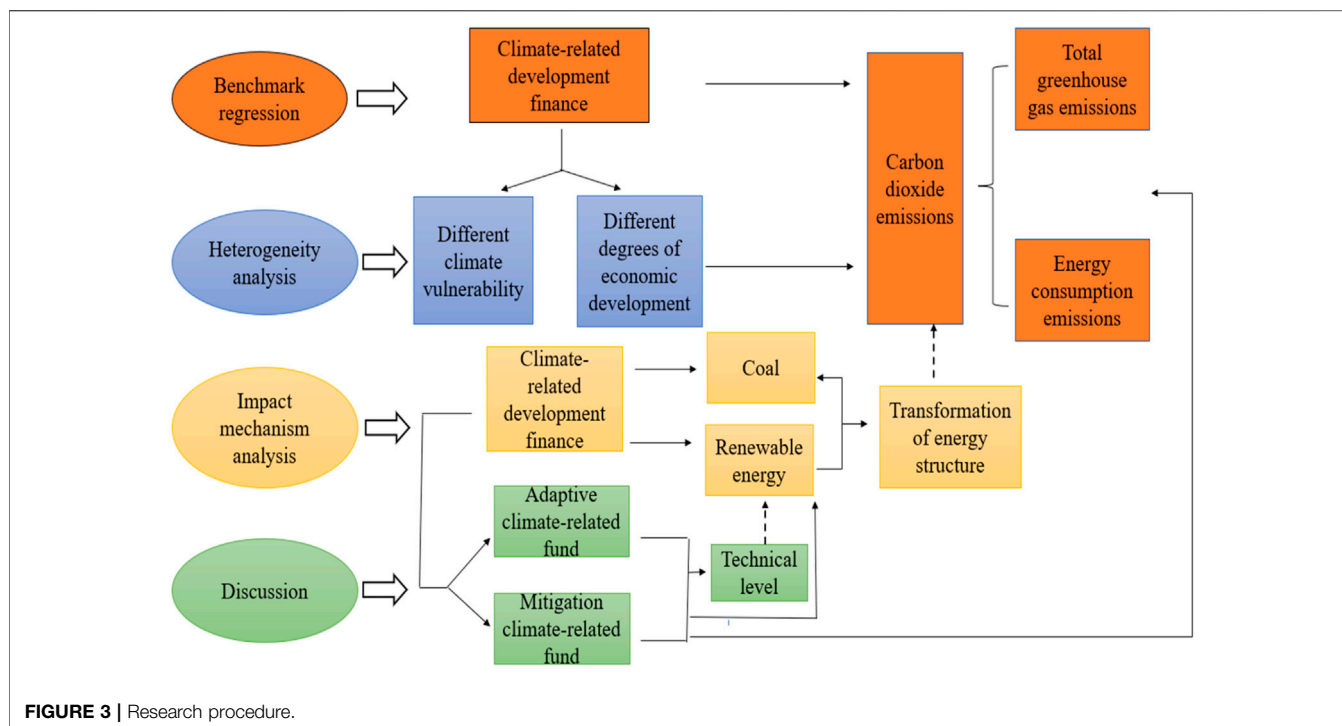 Benchmark
regression
Climate-related
development
finance
Carbon
dioxide
emissions
Total
greenhouse
gas emissions
Energy
consumption
emissions
Heterogeneity
analysis
Different
climate
vulnerability
Different
degrees of
economic
development
Impact
mechanism
analysis
Climate-
related
development
finance
Coal
Renewable
energy
Transformation
of energy
structure
Discussion
Adaptive
climate-related
fund
Mitigation
climate-related
fund
Technical
level
FIGURE 3 | Research procedure.